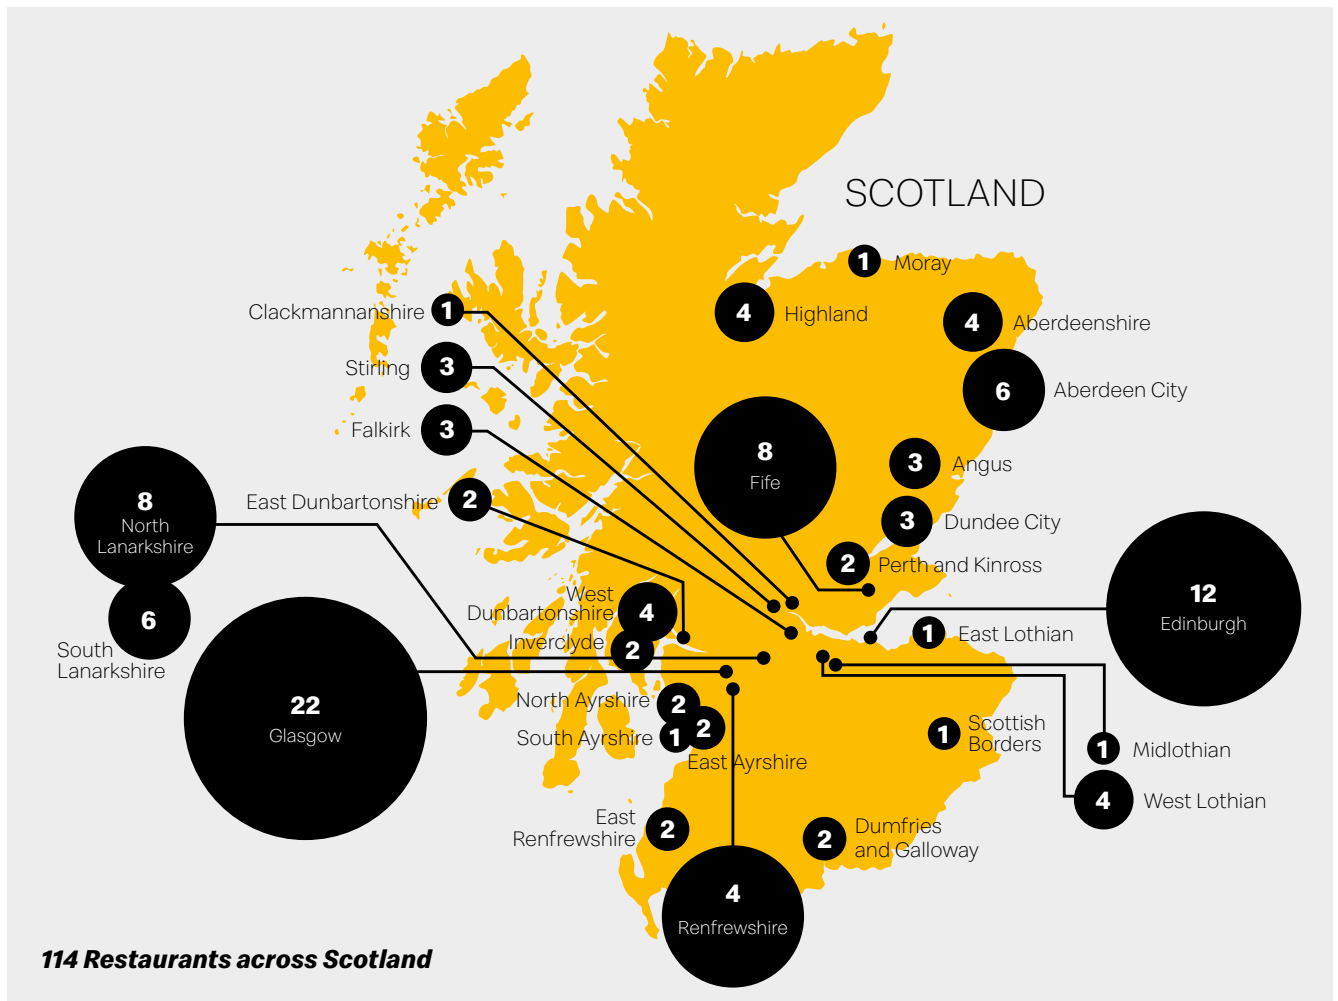 SCOTLAND
1 Moray
Clackmannanshire 1
4 Highland
4 Aberdeenshire
Stirling 3
6 Aberdeen City
Falkirk 3
8
Fife
3 Angus
East Dunbartonshire 2
8
North
Lanarkshire
3 Dundee City
2 Perth and Kinross
12
Edinburgh
West
Dunbartonshire 4
6
South
Lanarkshire
Inverclyde 2
1 East Lothian
22
Glasgow
North Ayrshire 2
South Ayrshire 1
2
East Ayrshire
1 Scottish
Borders
1 Midlothian
4 West Lothian
East
Renfrewshire 2
2 Dumfries
and Galloway
4
Renfrewshire
114 Restaurants across Scotland